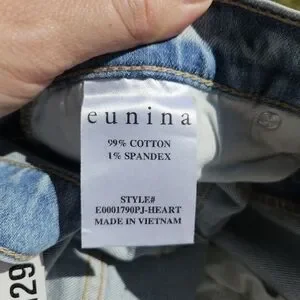 eunina
99% COTTON
1% SPANDEX
STYLE#
E0001790PJ-HEART
MADE IN VIETNAM
29